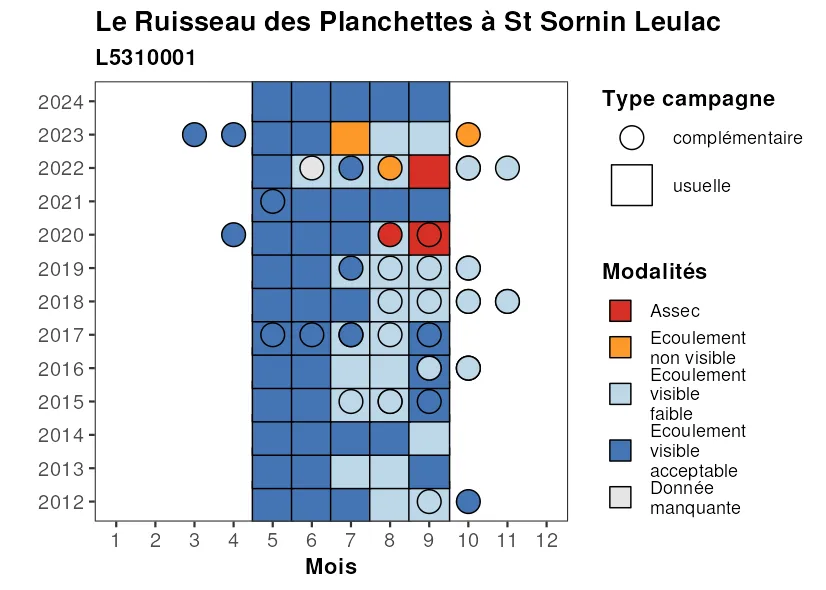 Le Ruisseau des Planchettes à St Sornin Leulac
L5310001
2024
2023
2022
2021
2020
2019
2018
2017
2016
2015
2014
2013
2012
1 2 3 4 5 6 7 8 9 10 11 12
Mois
Type campagne
complémentaire
usuelle
Modalités
Assec
Ecoulement
non visible
Ecoulement
visible
faible
Ecoulement
visible
acceptable
Donnée
manquante